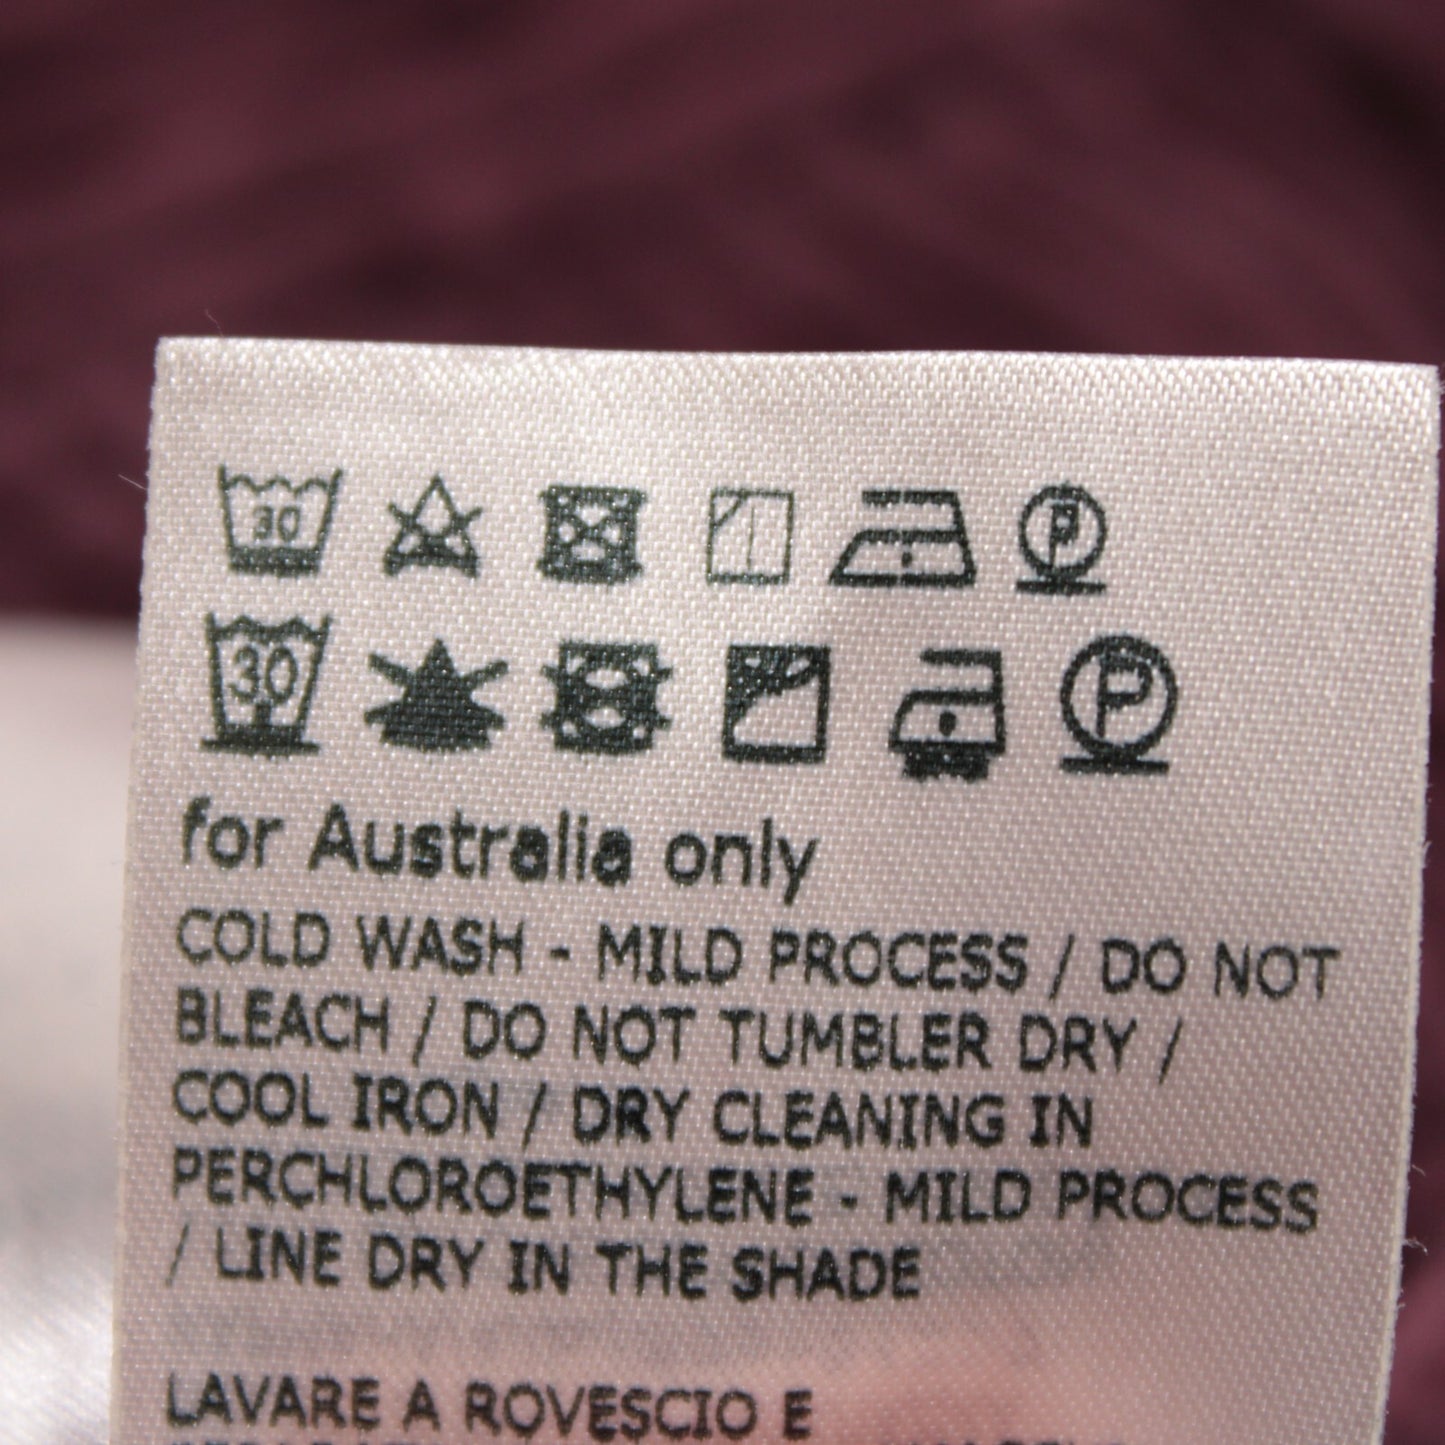 30
P
30
P
for Australia only
COLD WASH - MILD PROCESS / DO NOT
BLEACH / DO NOT TUMBLER DRY /
COOL IRON / DRY CLEANING IN
PERCHLOROETHYLENE - MILD PROCESS
/ LINE DRY IN THE SHADE
LAVARE A ROVESCIO E